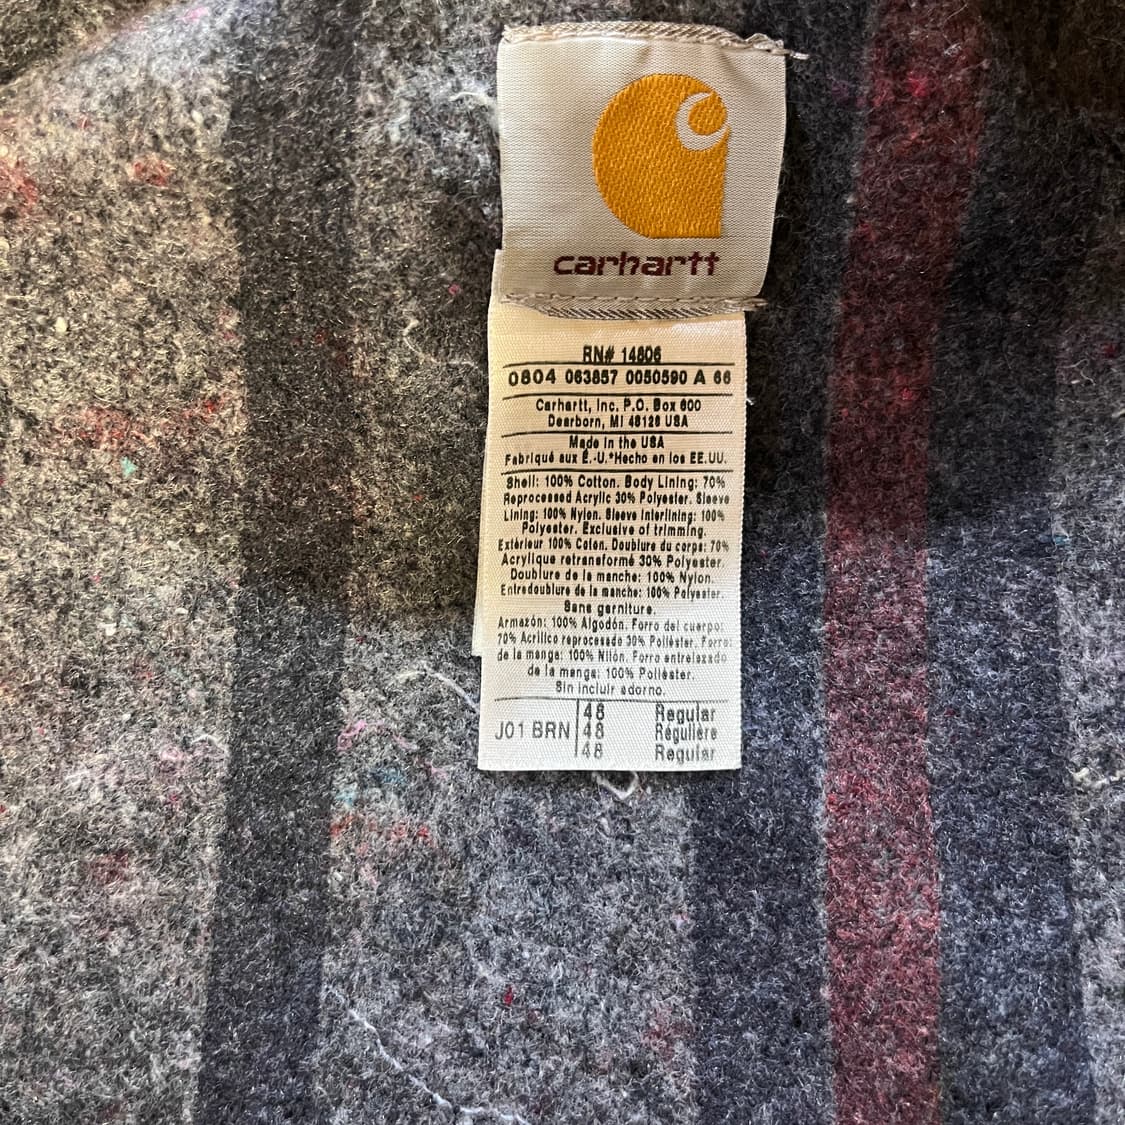 carhartt
RN# 14806
0804 063857 0050590 A 66
Carhartt, Inc. P.O. Box 600
Dearborn, MI 48126 USA
Made in the USA
Fabriqué aux É.-U.*Hecho en los EE.UU.
Shell: 100% Cotton. Body Lining: 70%
Reprocessed Acrylic 30% Polyester. Sleeve
Lining: 100% Nylon. Sleeve Interlining: 100%
Polyester. Exclusive of trimming.
Extérieur 100% Coton. Doublure du corps: 70%
Acrylique retransformé 30% Polyester.
Doublure de la manche: 100% Nylon.
Entredoublure de la manche: 100% Polyester.
Sans garniture.
Armazón: 100% Algodón. Forro del cuerpo:
70% Acrílico reprocesado 30% Poliéster. Forro
de la manga: 100% Nilón. Forro entrelazado
de la manga: 100% Poliéster.
Sin incluir adorno.
48 Regular
J01 BRN 48 Régulière
48 Regular